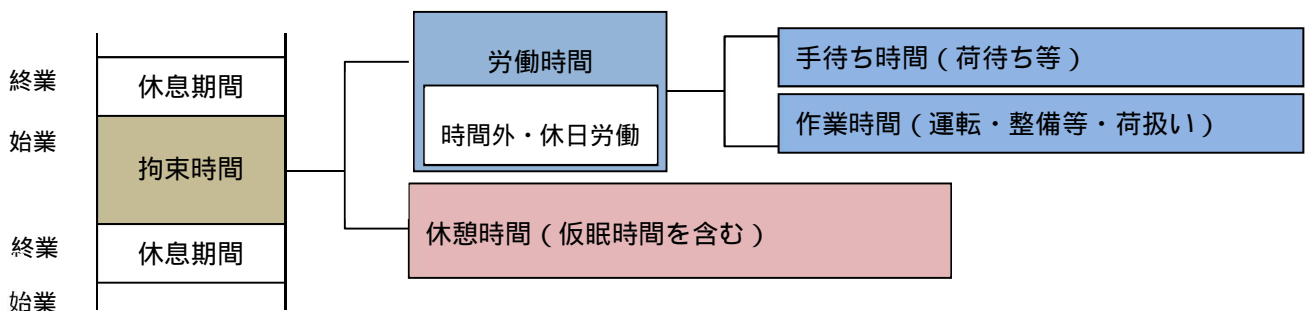 終業
休息期間
始業
拘束時間
終業
休息期間
始業
労働時間
時間外・休日労働
手待ち時間（荷待ち等）
作業時間（運転・整備等・荷扱い）
休憩時間（仮眠時間を含む）